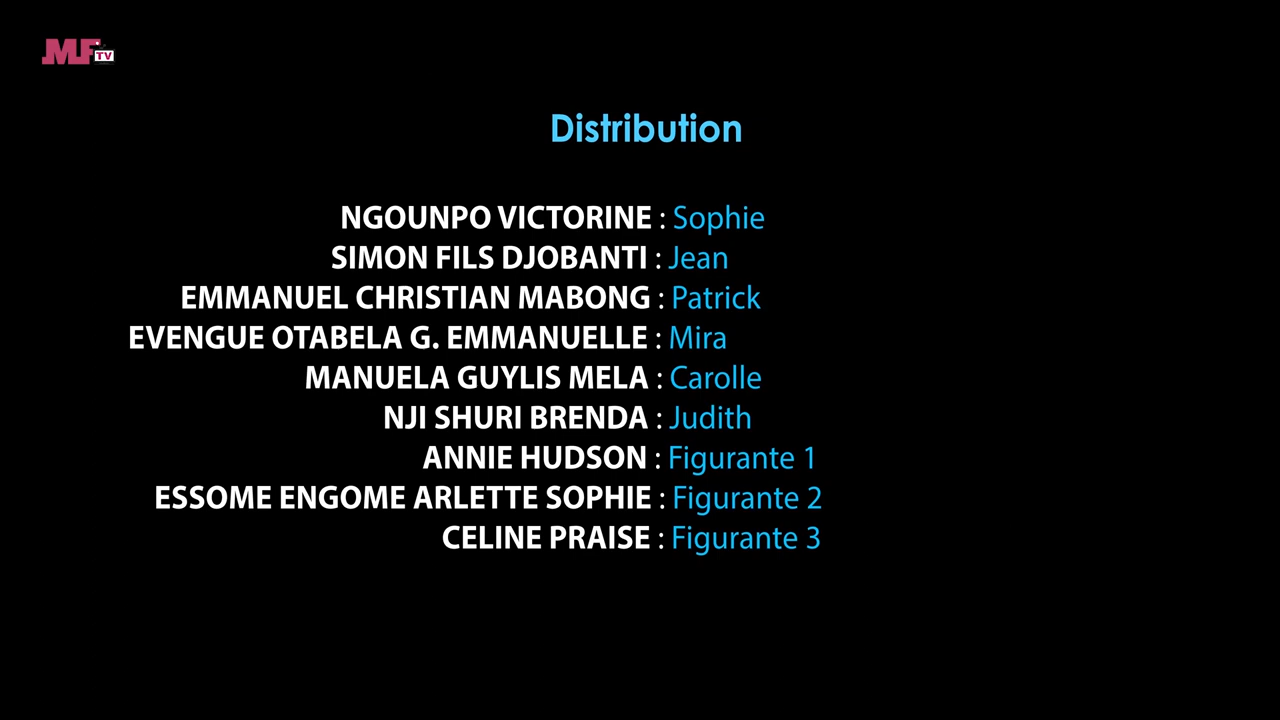 MF TV
Distribution
NGOUNPO VICTORINE : Sophie
SIMON FILS DJOBANTI : Jean
EMMANUEL CHRISTIAN MABONG : Patrick
EVENGUE OTABELA G. EMMANUELLE : Mira
MANUELA GUYLIS MELA : Carolle
NJI SHURI BRENDA : Judith
ANNIE HUDSON : Figurante 1
ESSOME ENGOME ARLETTE SOPHIE : Figurante 2
CELINE PRAISE : Figurante 3